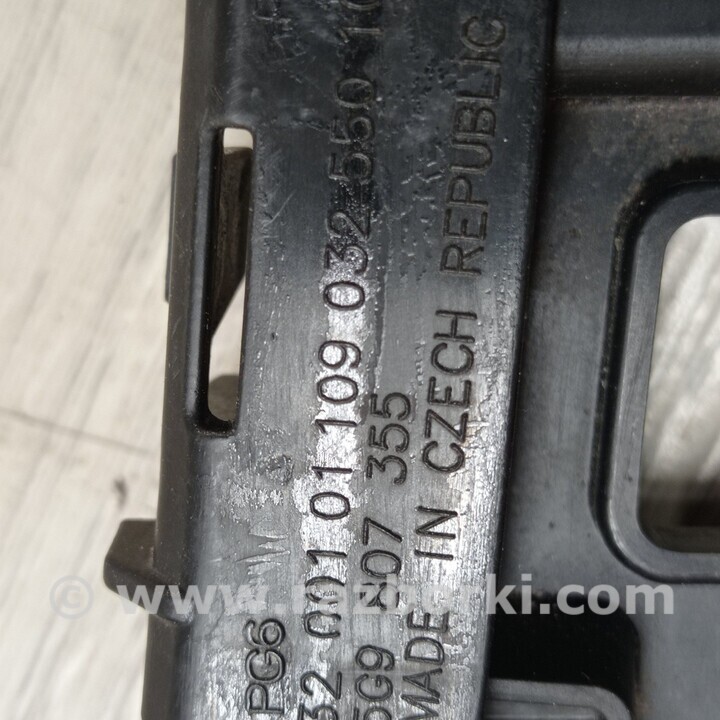 PG6
32 001 01 109 032 550 10
5G9 807 355
MADE IN CZECH REPUBLIC
© www.razborki.com